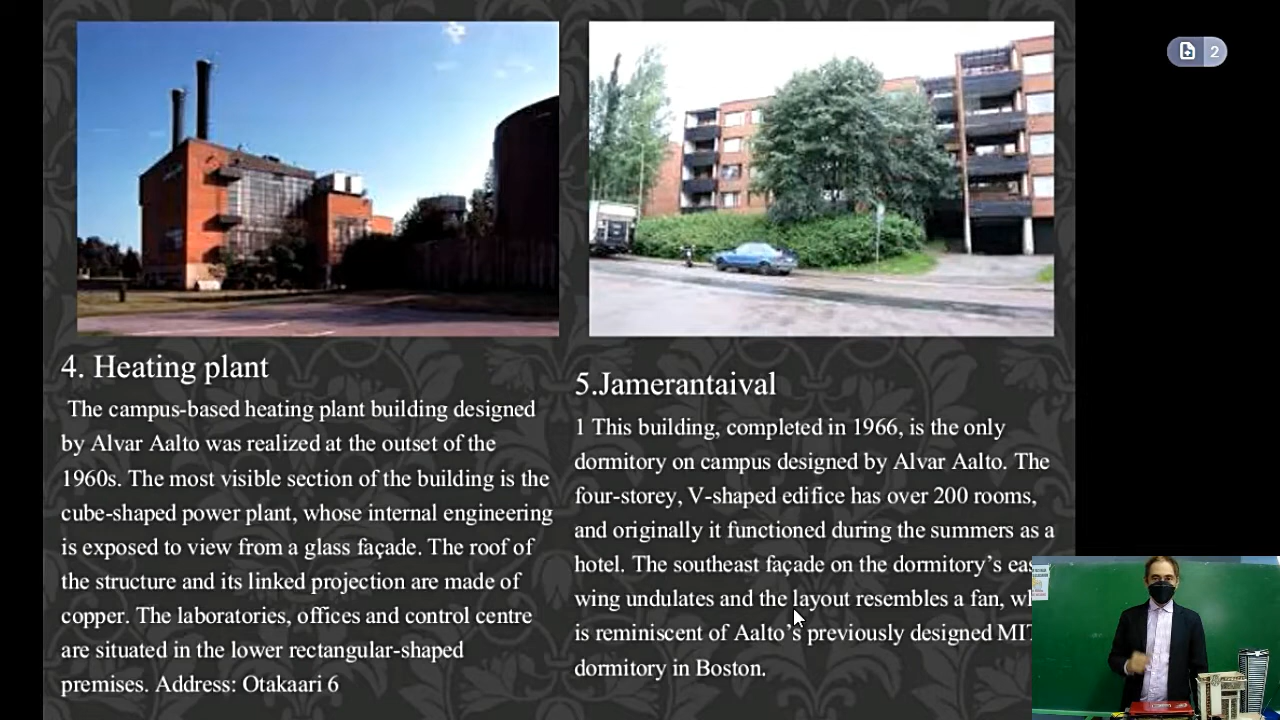 2
4. Heating plant
The campus-based heating plant building designed
by Alvar Aalto was realized at the outset of the
1960s. The most visible section of the building is the
cube-shaped power plant, whose internal engineering
is exposed to view from a glass façade. The roof of
the structure and its linked projection are made of
copper. The laboratories, offices and control centre
are situated in the lower rectangular-shaped
premises. Address: Otakaari 6
5.Jamerantaival
1 This building, completed in 1966, is the only
dormitory on campus designed by Alvar Aalto. The
four-storey, V-shaped edifice has over 200 rooms,
and originally it functioned during the summers as a
hotel. The southeast façade on the dormitory’s
wing undulates and the layout resembles a fan,
is reminiscent of Aalto’s previously designed MIT
dormitory in Boston.